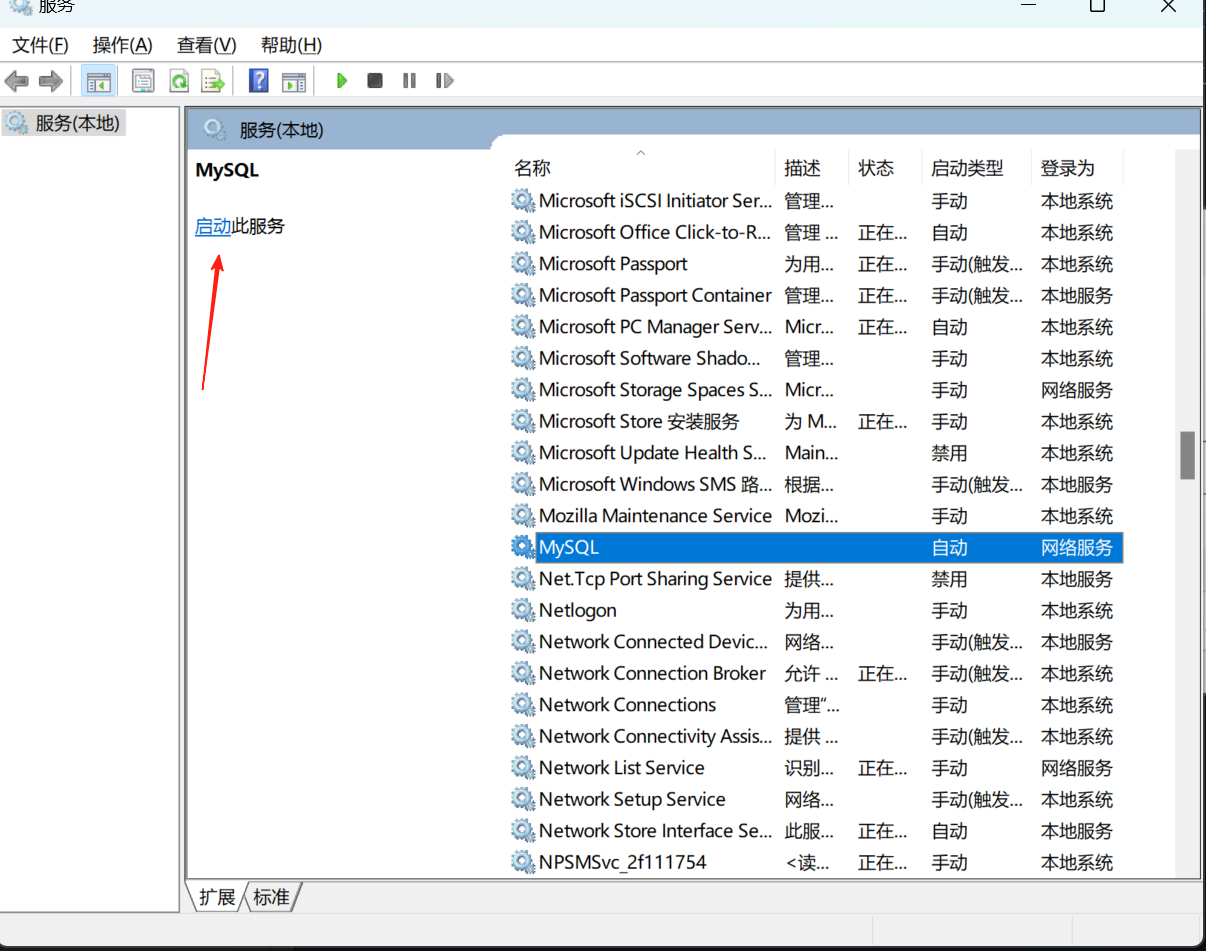 服务
文件(F) 操作(A) 查看(V) 帮助(H)
服务(本地)
服务(本地)
MySQL
启动此服务
名称 描述 状态 启动类型 登录为
Microsoft iSCSI Initiator Ser... 管理... 手动 本地系统
Microsoft Office Click-to-R... 管理 ... 正在... 自动 本地系统
Microsoft Passport 为用... 正在... 手动(触发... 本地系统
Microsoft Passport Container 管理... 正在... 手动(触发... 本地服务
Microsoft PC Manager Serv... Micr... 正在... 自动 本地系统
Microsoft Software Shado... 管理... 手动 本地系统
Microsoft Storage Spaces S... Micr... 手动 网络服务
Microsoft Store 安装服务 为 M... 正在... 手动 本地系统
Microsoft Update Health S... Main... 禁用 本地系统
Microsoft Windows SMS 路... 根据... 手动(触发... 本地服务
Mozilla Maintenance Service Mozi... 手动 本地系统
MySQL 自动 网络服务
Net.Tcp Port Sharing Service 提供... 禁用 本地服务
Netlogon 为用... 手动 本地系统
Network Connected Devic... 网络... 手动(触发... 本地服务
Network Connection Broker 允许 ... 正在... 手动(触发... 本地系统
Network Connections 管理“... 手动 本地系统
Network Connectivity Assis... 提供 ... 手动(触发... 本地系统
Network List Service 识别... 正在... 手动 网络服务
Network Setup Service 网络... 手动(触发... 本地系统
Network Store Interface Se... 此服... 正在... 自动 本地服务
NPSMSvc_2f111754 <读... 正在... 手动 本地系统
扩展 标准